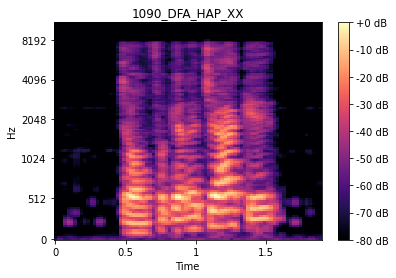 1090_DFA_HAP_XX
+0 dB
8192
-10 dB
4096
-20 dB
-30 dB
2048
Hz
-40 dB
1024
-50 dB
512
-60 dB
-70 dB
0
-80 dB
0 0.5 1 1.5
Time